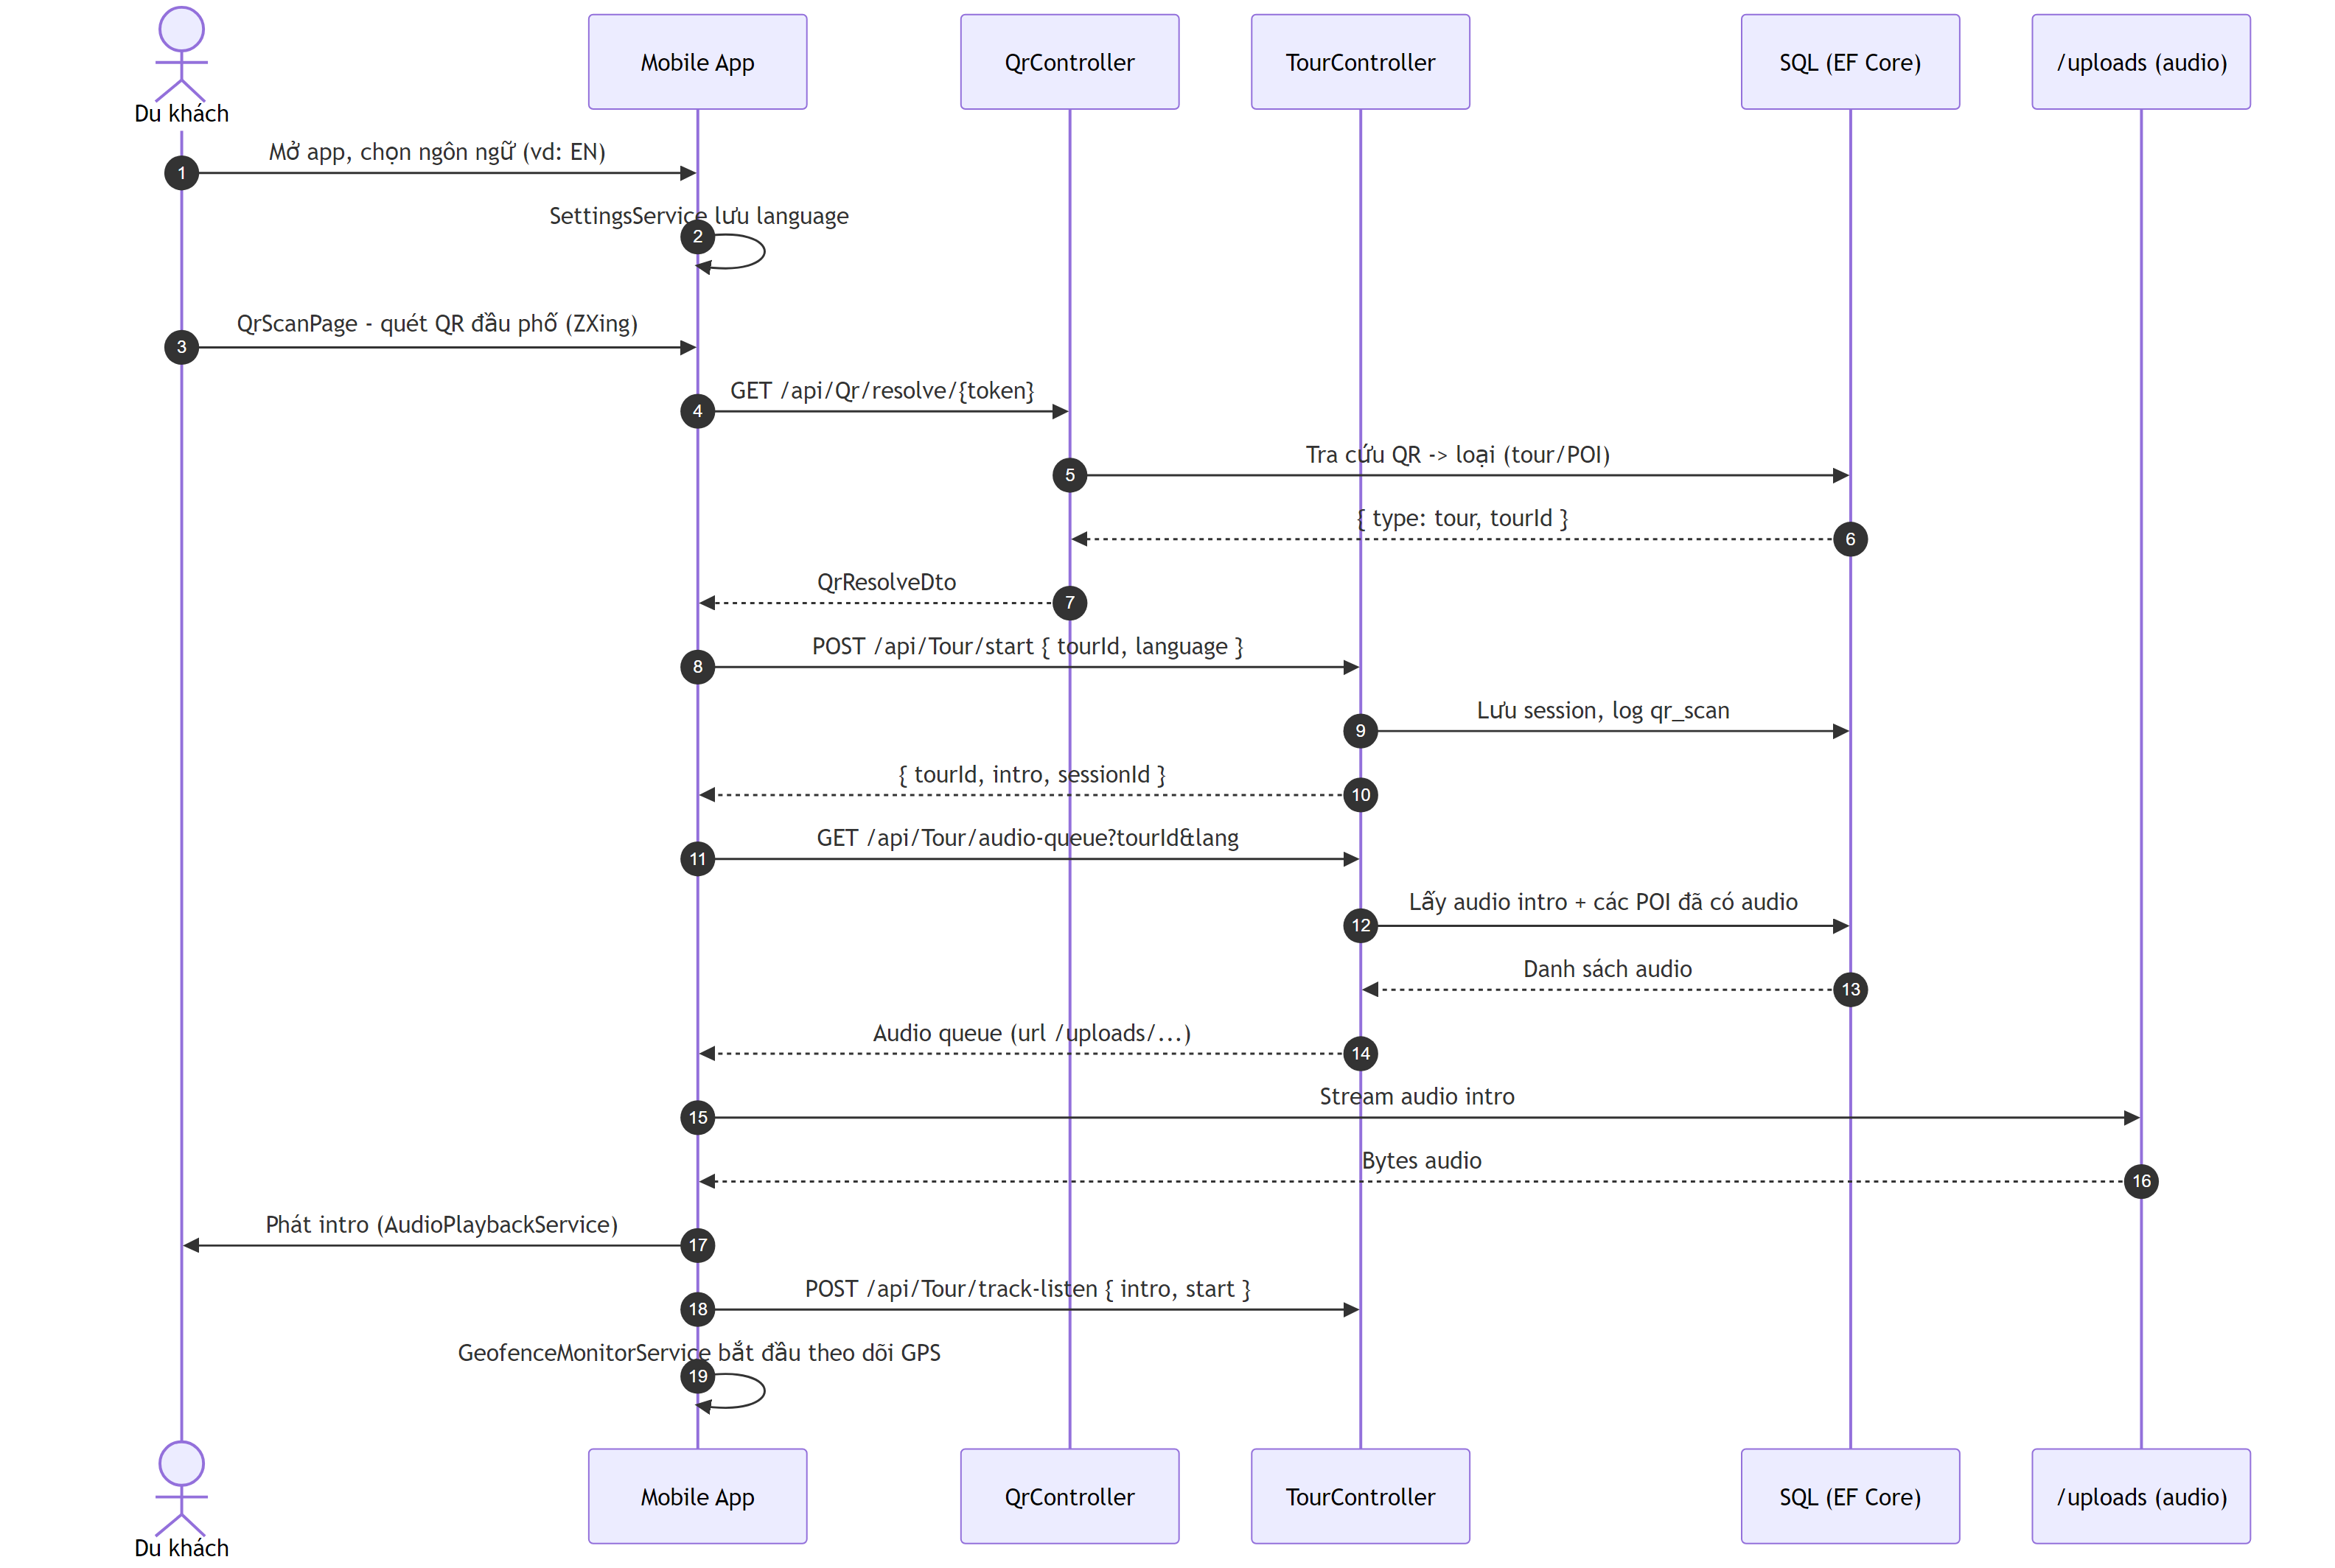 Du khách
Mobile App
QrController
TourController
SQL (EF Core)
/uploads (audio)
Mở app, chọn ngôn ngữ (vd: EN)
1
SettingsService lưu language
2
QrScanPage - quét QR đầu phố (ZXing)
3
GET /api/Qr/resolve/{token}
4
Tra cứu QR -> loại (tour/POI)
5
{ type: tour, tourId }
6
QrResolveDto
7
POST /api/Tour/start { tourId, language }
8
Lưu session, log qr_scan
9
{ tourId, intro, sessionId }
10
GET /api/Tour/audio-queue?tourId&lang
11
Lấy audio intro + các POI đã có audio
12
Danh sách audio
13
Audio queue (url /uploads/...)
14
Stream audio intro
15
Bytes audio
16
Phát intro (AudioPlaybackService)
17
POST /api/Tour/track-listen { intro, start }
18
GeofenceMonitorService bắt đầu theo dõi GPS
19
Du khách
Mobile App
QrController
TourController
SQL (EF Core)
/uploads (audio)